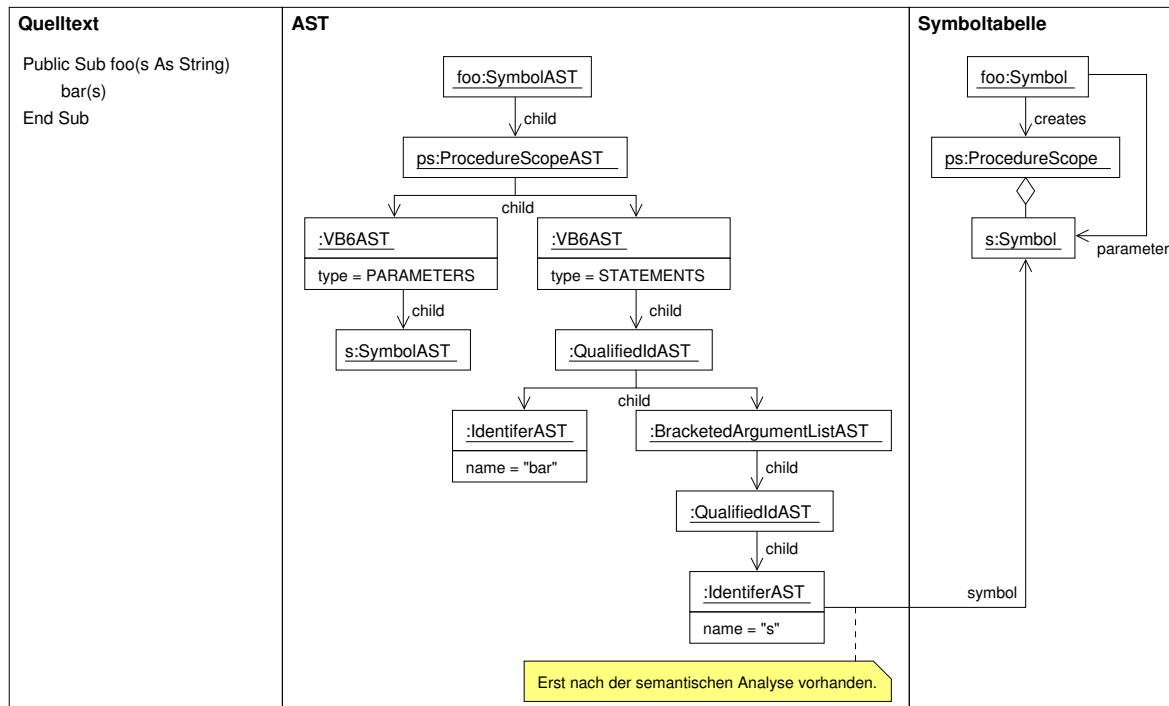 Quelltext
Public Sub foo(s As String)
bar(s)
End Sub
AST
foo:SymbolAST
child
ps:ProcedureScopeAST
child
:VB6AST
type = PARAMETERS
:VB6AST
type = STATEMENTS
child
child
s:SymbolAST
:QualifiedIdAST
child
:IdentiferAST
name = "bar"
:BracketedArgumentListAST
child
:QualifiedIdAST
child
:IdentiferAST
name = "s"
Erst nach der semantischen Analyse vorhanden.
Symboltabelle
foo:Symbol
creates
ps:ProcedureScope
s:Symbol
parameter
symbol